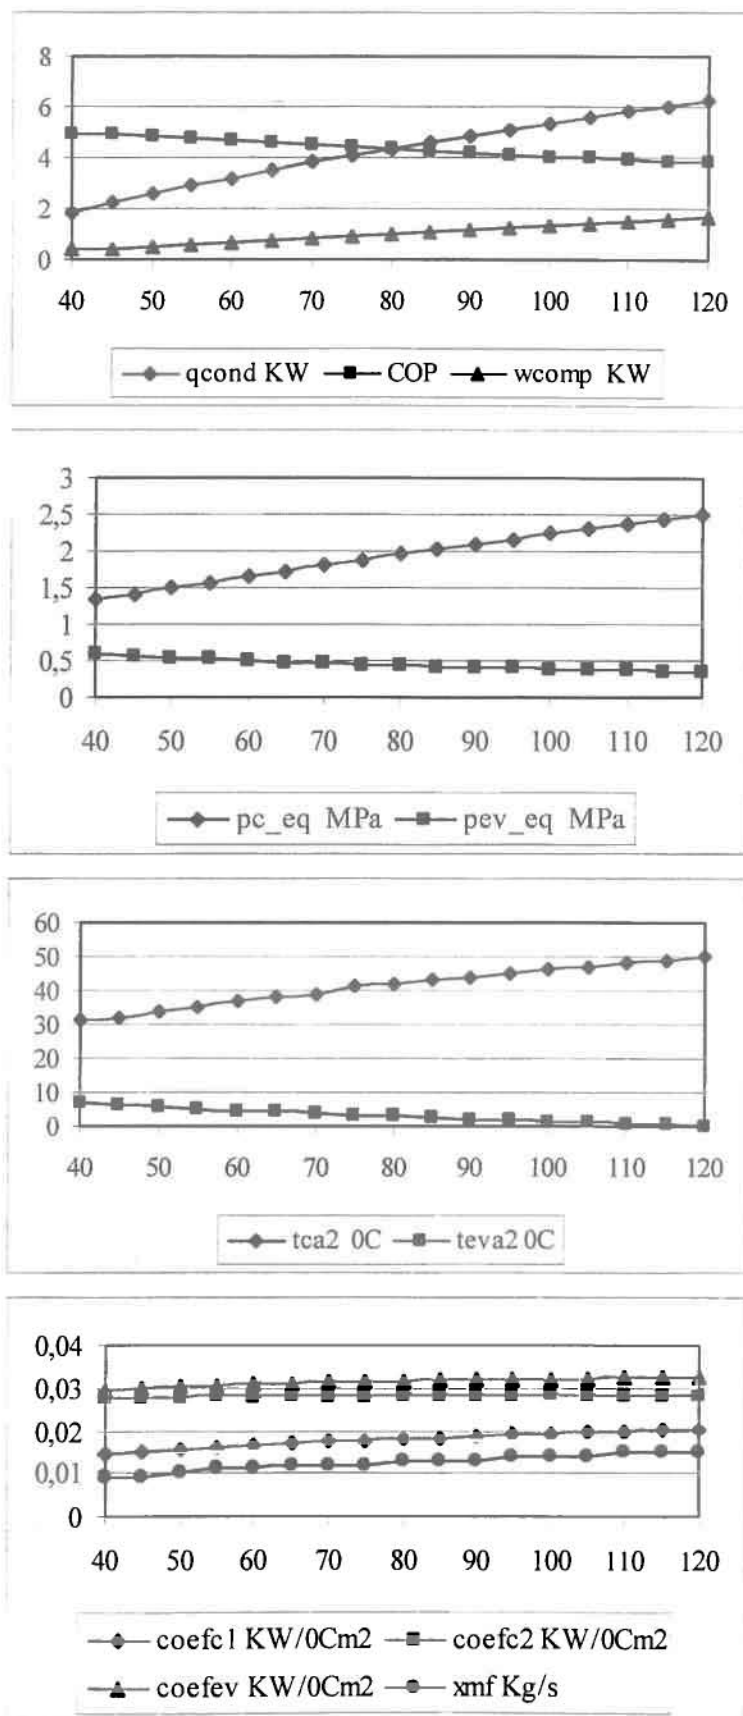 8
6
4
2
0
40 50 60 70 80 90 100 110 120
qcond KW COP wcomp KW
3
2,5
2
1,5
1
0,5
0
40 50 60 70 80 90 100 110 120
pc_eq MPa pev_eq MPa
60
50
40
30
20
10
0
40 50 60 70 80 90 100 110 120
tca2 0C teva2 0C
0,04
0,03
0,02
0,01
0
40 50 60 70 80 90 100 110 120
coefc1 KW/0Cm2 coefc2 KW/0Cm2
coefev KW/0Cm2 xmf Kg/s